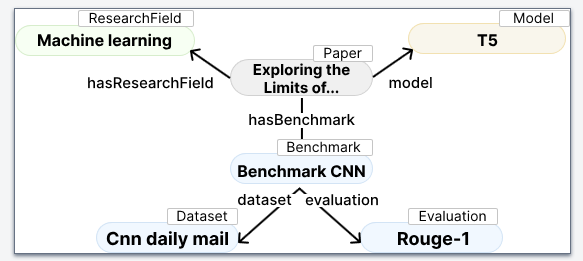 ResearchField
Model
Machine learning
T5
Paper
Exploring the
Limits of...
hasResearchField
model
hasBenchmark
Benchmark
Benchmark CNN
dataset
evaluation
Dataset
Evaluation
Cnn daily mail
Rouge-1